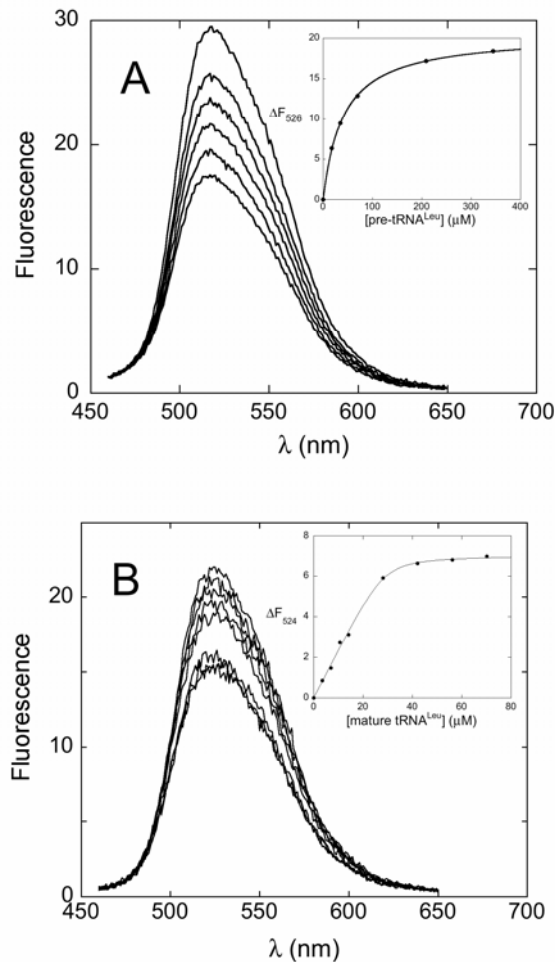 30
A
20
15
ΔF₅₂₆
10
5
0
0 100 200 300 400
[pre-tRNAᴸᵉᵘ] (μM)
Fluorescence
20
10
0
450 500 550 600 650 700
λ (nm)
B
8
6
ΔF₅₂₄
4
2
0
0 20 40 60 80
[mature tRNAᴸᵉᵘ] (μM)
Fluorescence
20
10
0
450 500 550 600 650 700
λ (nm)